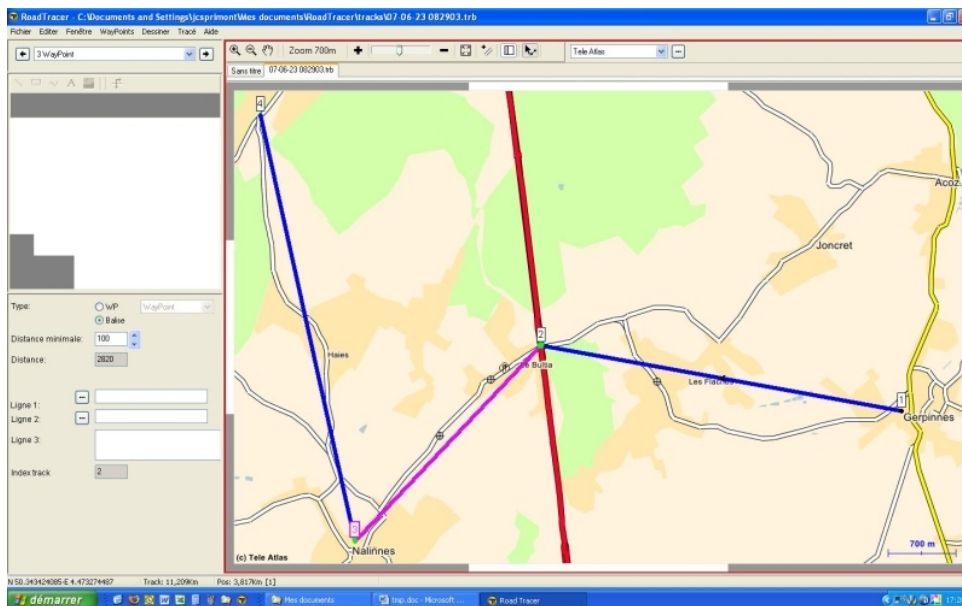 RoadTracer - C:\Documents and Settings\jcsprimont\Mes documents\RoadTracer\tracks\07-06-23 082903.trb
Fichier Editer Fenêtre WayPoints Dessiner Tracé Aide
3 WayPoint
Zoom 700m
Tele Atlas
Sans titre 07-06-23 082903.trb
A
4
Acoz
Joncret
Type: WP WayPoint
Balise
2
Distance minimale: 100
Haies
Distance: 2820
Le Bultia
Les Flaches
Ligne 1:
1
Gerpinnes
Ligne 2:
Ligne 3:
Index track 2
3
Nalinnes
700 m
(c) Tele Atlas
N 50.343424085-E 4.473274487 Track: 11,209Km Pos: 3,817Km [1]
démarrer Mes documents tmp.doc - Microsoft ... Road Tracer